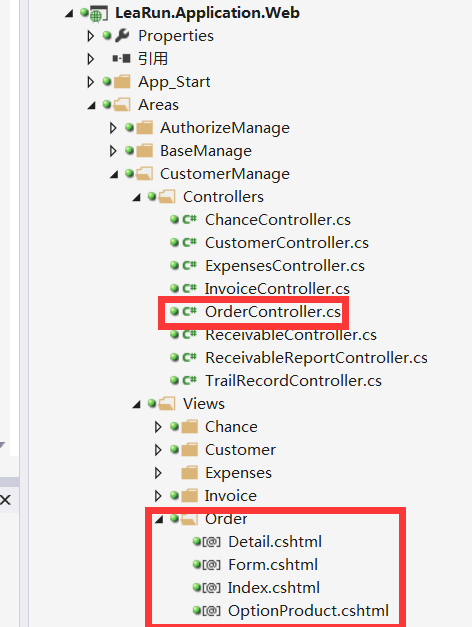 LeaRun.Application.Web
Properties
引用
App_Start
Areas
AuthorizeManage
BaseManage
CustomerManage
Controllers
C# ChanceController.cs
C# CustomerController.cs
C# ExpensesController.cs
C# InvoiceController.cs
C# OrderController.cs
C# ReceivableController.cs
C# ReceivableReportController.cs
C# TrailRecordController.cs
Views
Chance
Customer
Expenses
Invoice
Order
[@] Detail.cshtml
[@] Form.cshtml
[@] Index.cshtml
[@] OptionProduct.cshtml